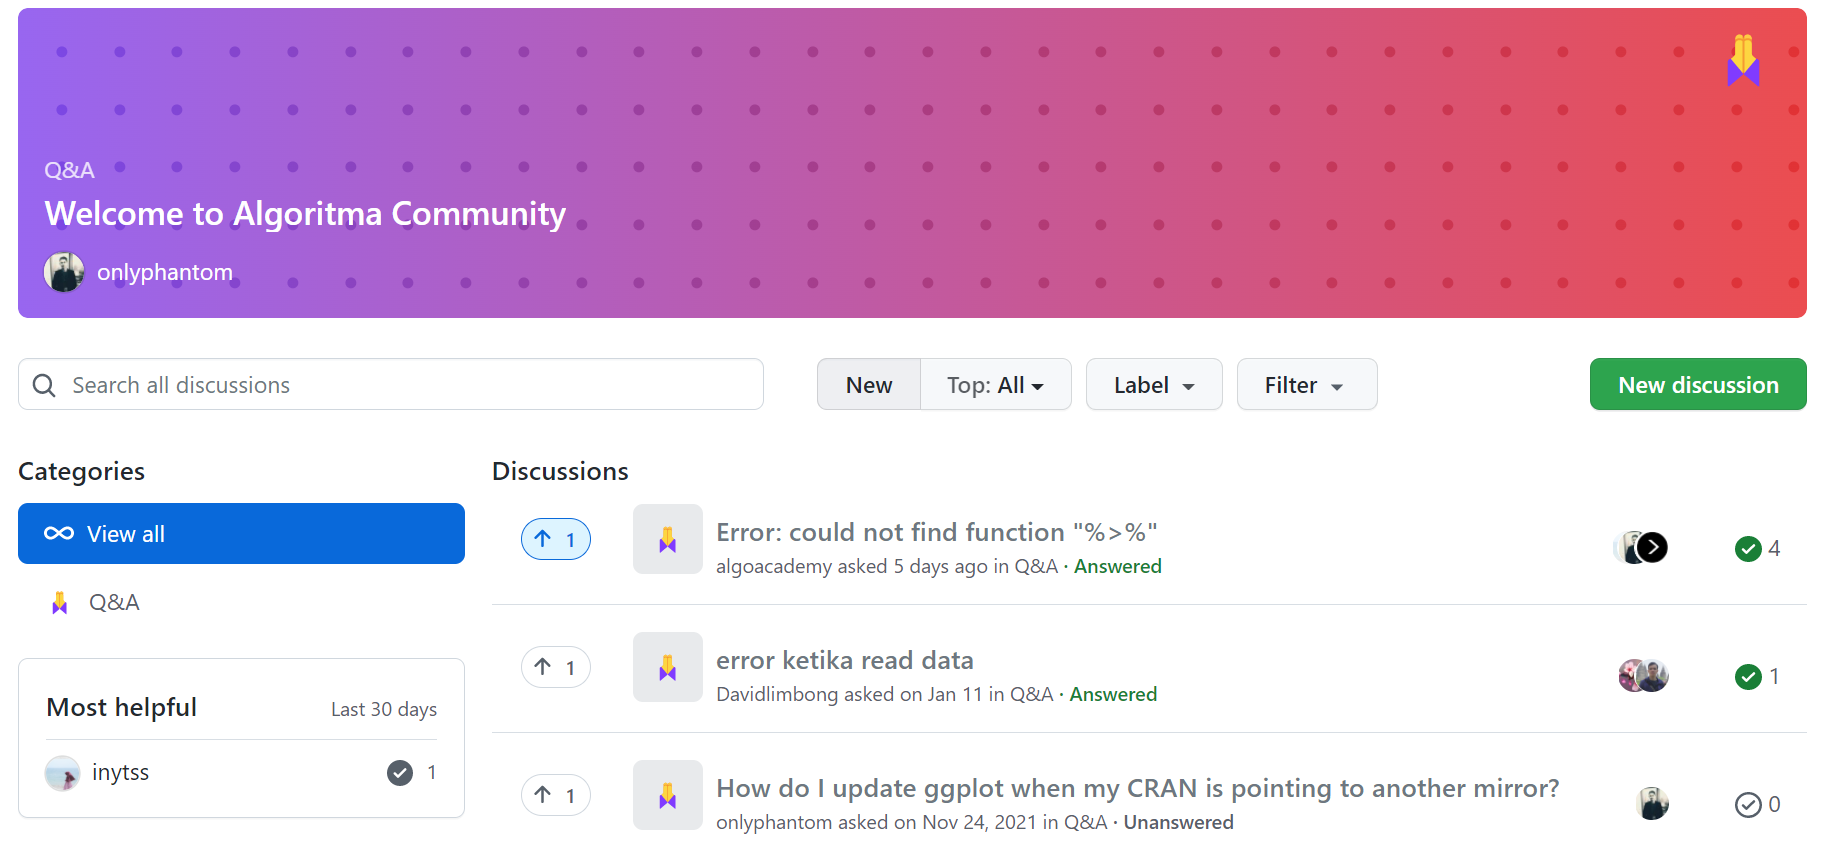 Q&A
Welcome to Algoritma Community
onlyphantom
Search all discussions
New
Top: All
Label
Filter
New discussion
Categories
View all
Q&A
Most helpful
Last 30 days
inytss
1
Discussions
1
Error: could not find function "%>%"
algoacademy asked 5 days ago in Q&A · Answered
4
1
error ketika read data
Davidlimbong asked on Jan 11 in Q&A · Answered
1
1
How do I update ggplot when my CRAN is pointing to another mirror?
onlyphantom asked on Nov 24, 2021 in Q&A · Unanswered
0